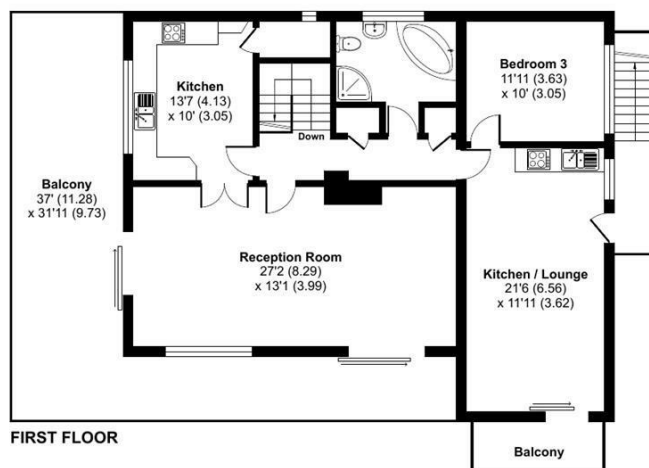 Kitchen
13'7 (4.13)
x 10' (3.05)
Bedroom 3
11'11 (3.63)
x 10' (3.05)
Down
Balcony
37' (11.28)
x 31'11 (9.73)
Reception Room
27'2 (8.29)
x 13'1 (3.99)
Kitchen / Lounge
21'6 (6.56)
x 11'11 (3.62)
FIRST FLOOR
Balcony